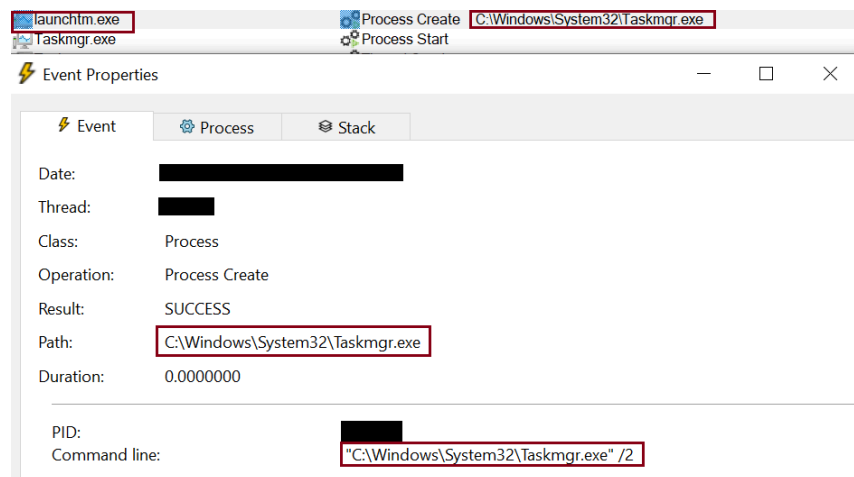 launchtm.exe Process Create C:\Windows\System32\Taskmgr.exe
Taskmgr.exe Process Start
Event Properties
Event Process Stack
Date:
Thread:
Class: Process
Operation: Process Create
Result: SUCCESS
Path: C:\Windows\System32\Taskmgr.exe
Duration: 0.0000000
PID:
Command line: "C:\Windows\System32\Taskmgr.exe" /2